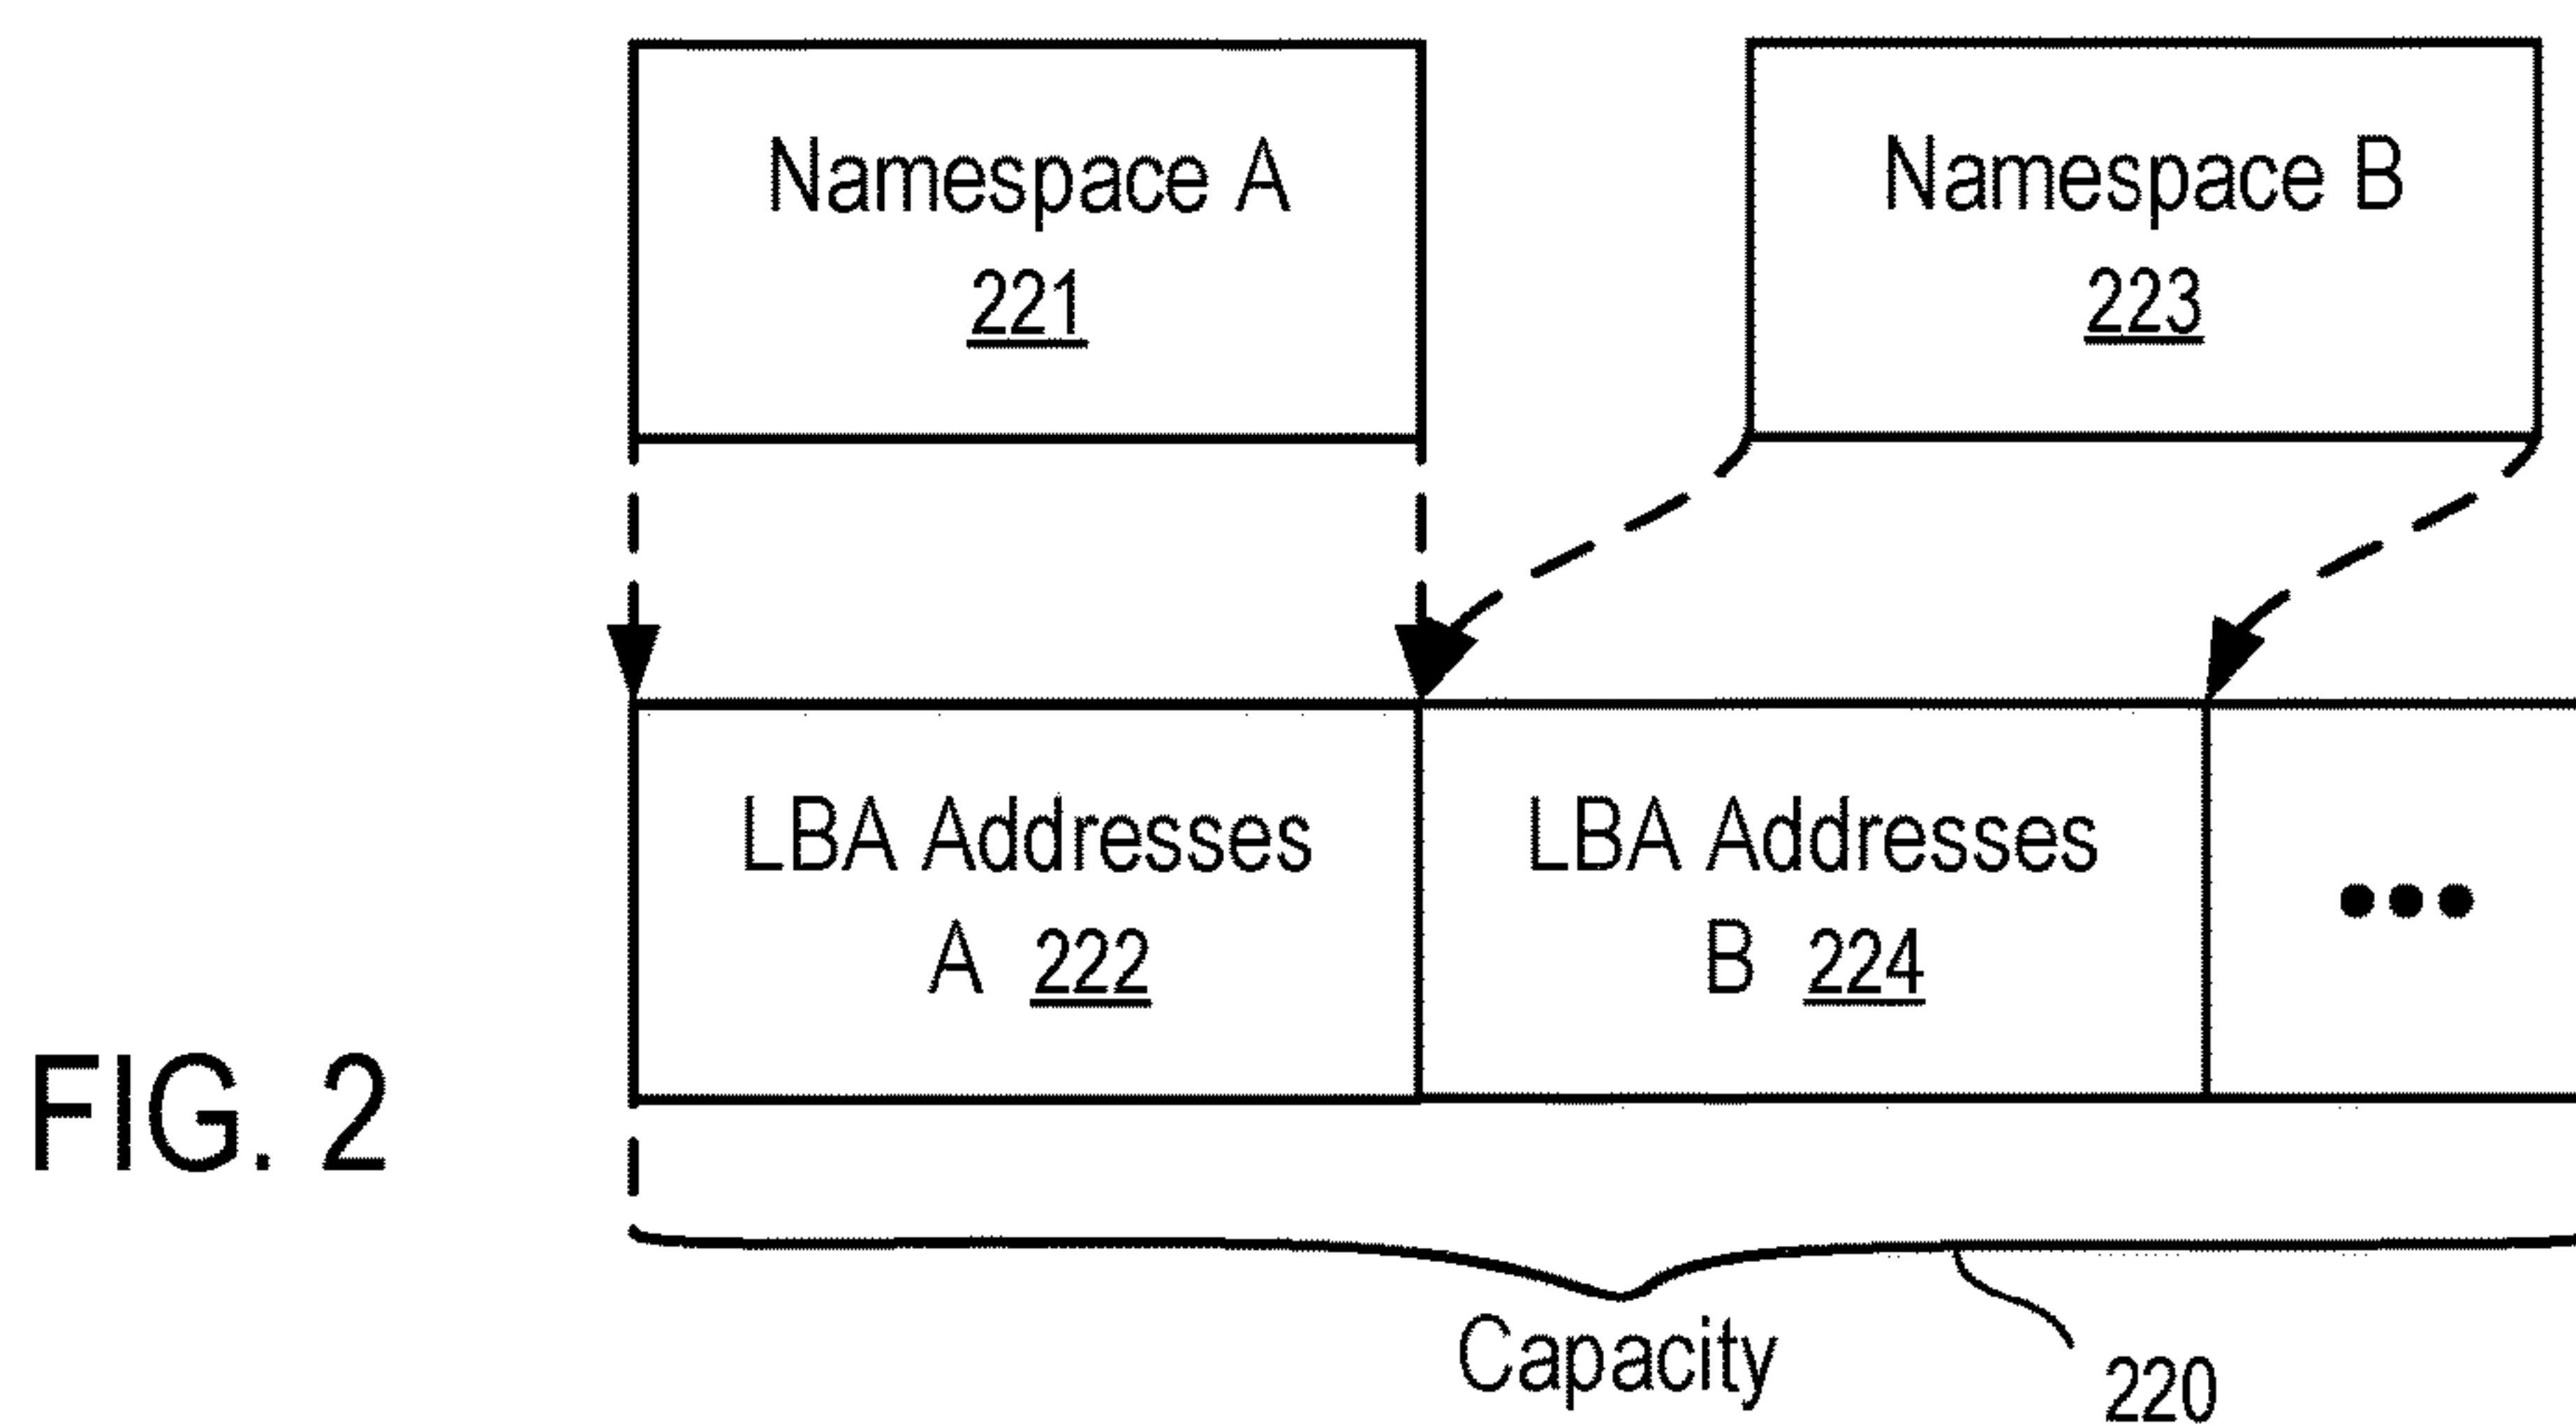 Namespace A
221
Namespace B
223
LBA Addresses
A 222
LBA Addresses
B 224
•••
FIG. 2
Capacity
220